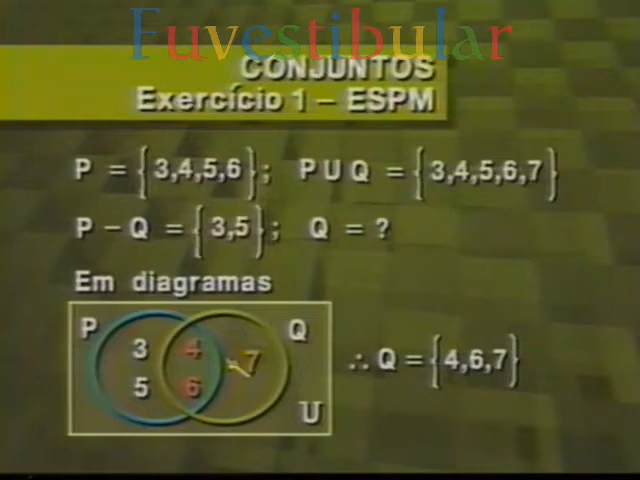 Fuvestibular
CONJUNTOS
Exercício 1 – ESPM
P = {3,4,5,6}; P U Q = {3,4,5,6,7}
P – Q = {3,5}; Q = ?
Em diagramas
P Q
3 4
7
5 6
U
∴ Q = {4,6,7}